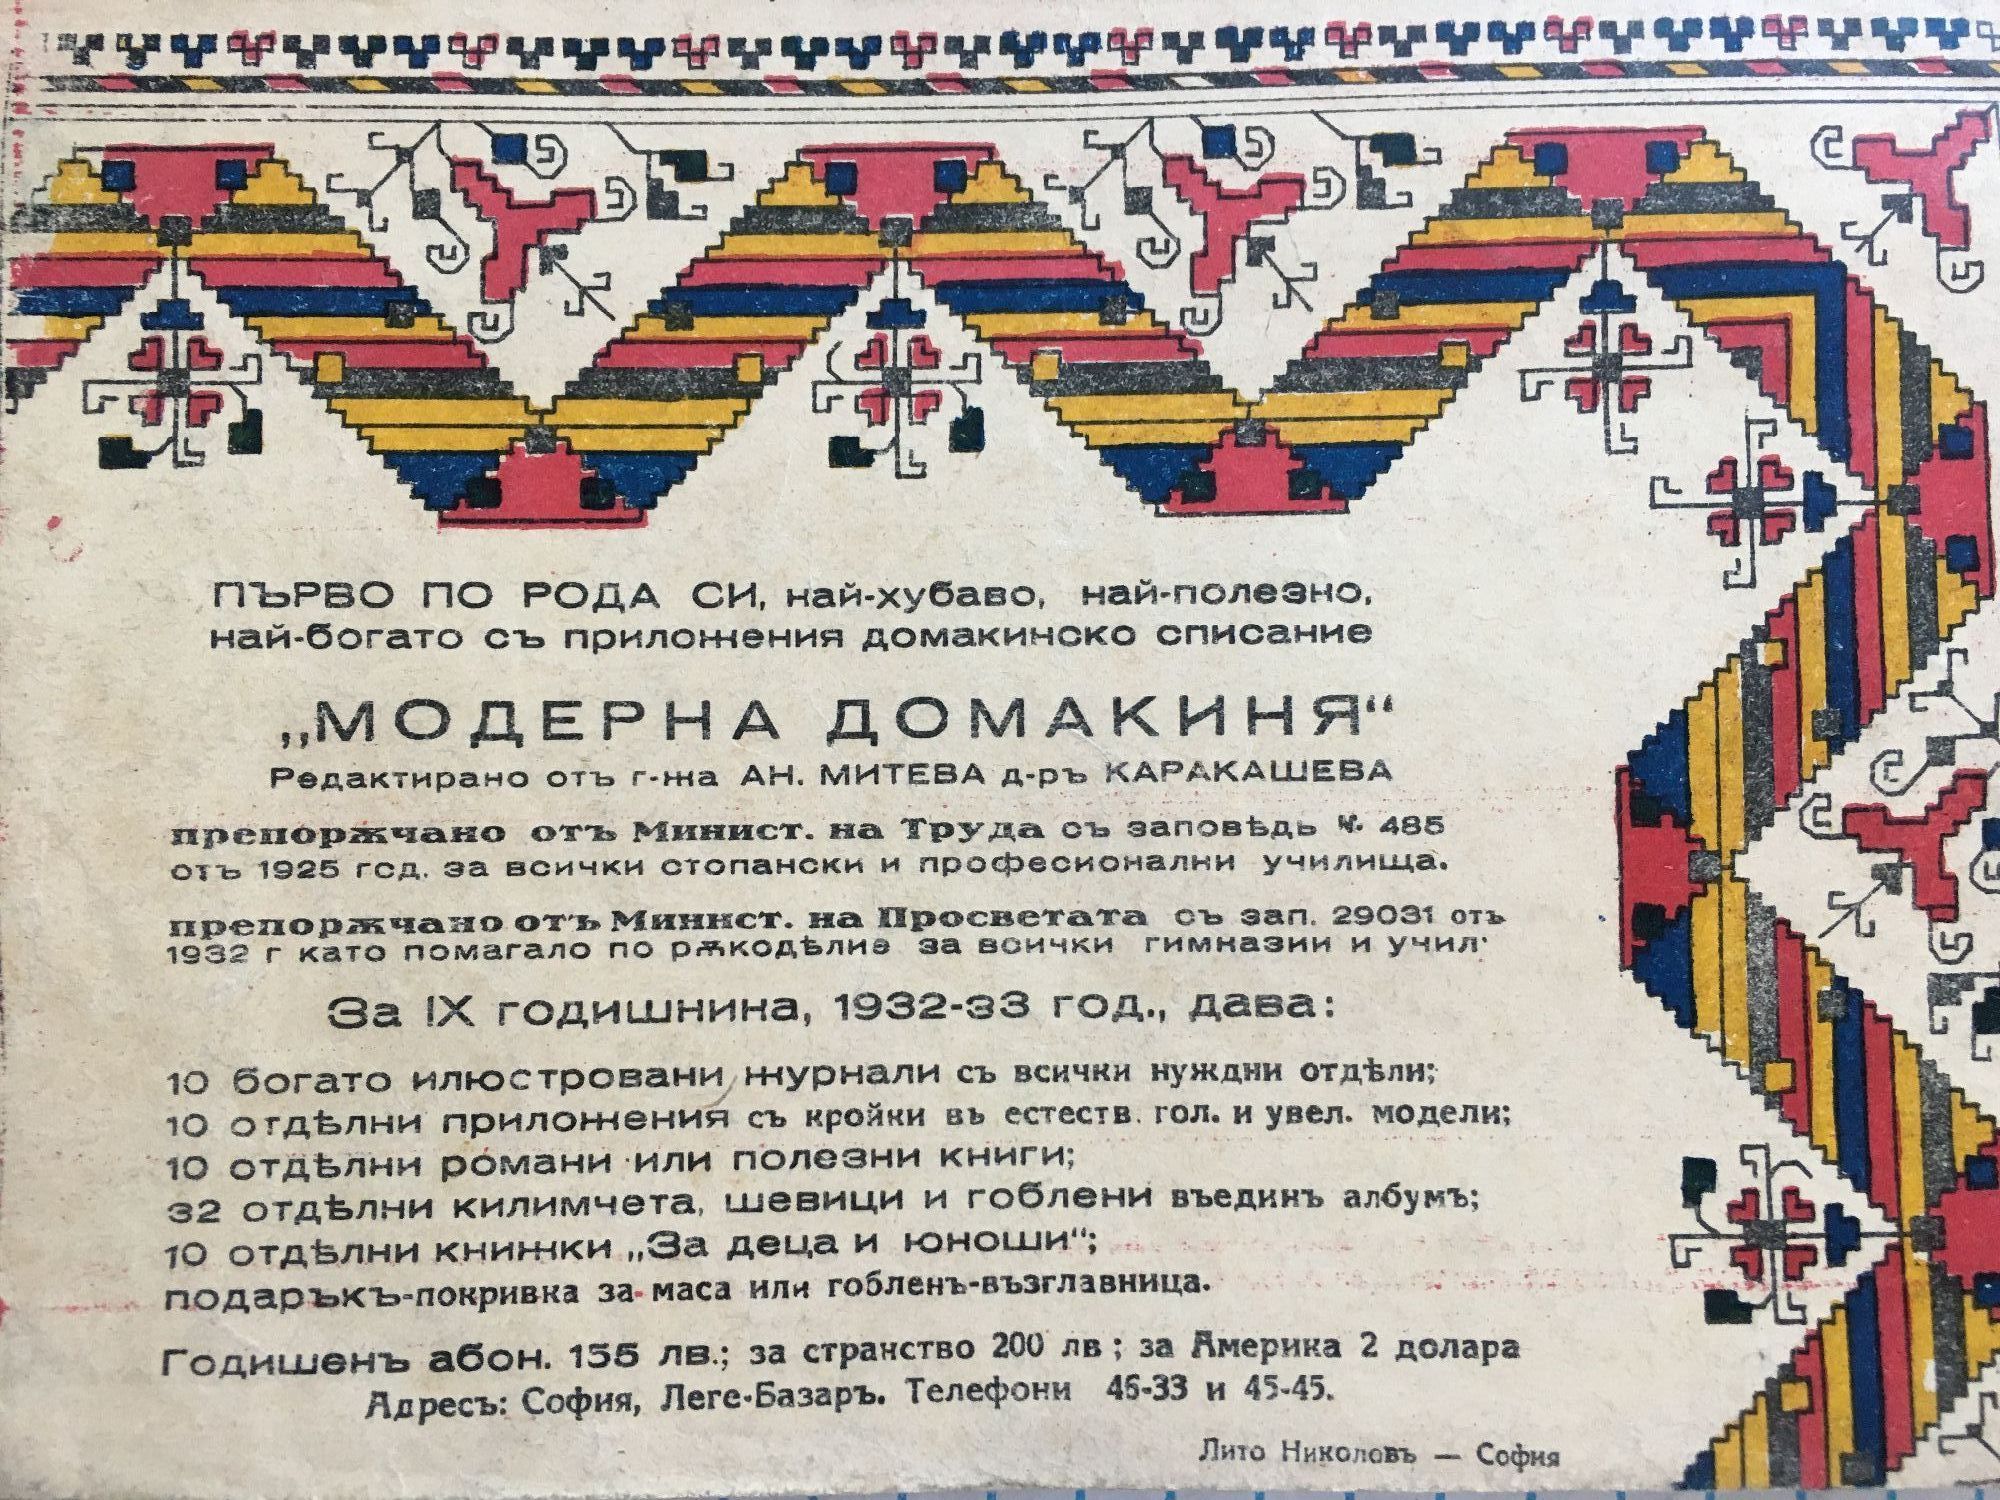 ПЪРВО ПО РОДА СИ, най-хубаво, най-полезно,
най-богато съ приложения домакинско списание
„МОДЕРНА ДОМАКИНЯ“
Редактирано отъ г-жа АН. МИТЕВА д-ръ КАРАКАШЕВА
препорѫчано отъ Минист. на Труда съ заповѣдь №. 485
отъ 1925 год. за всички стопански и професионални училища.
препорѫчано отъ Минист. на Просветата съ зап. 29031 отъ
1932 г като помагало по рѫкодѣлие за всички гимназии и учил·
За IX годишнина, 1932-33 год., дава:
10 богато илюстровани журнали съ всички нуждни отдѣли;
10 отдѣлни приложения съ кройки въ естеств. гол. и увел. модели;
10 отдѣлни романи или полезни книги;
32 отдѣлни килимчета, шевици и гоблени въединъ албумъ;
10 отдѣлни книжки „За деца и юноши“;
подаръкъ-покривка за маса или гобленъ-възглавница.
Годишенъ абон. 155 лв.; за странство 200 лв; за Америка 2 долара
Адресъ: София, Леге-Базаръ. Телефони 46-33 и 45-45.
Лито Николовъ — София